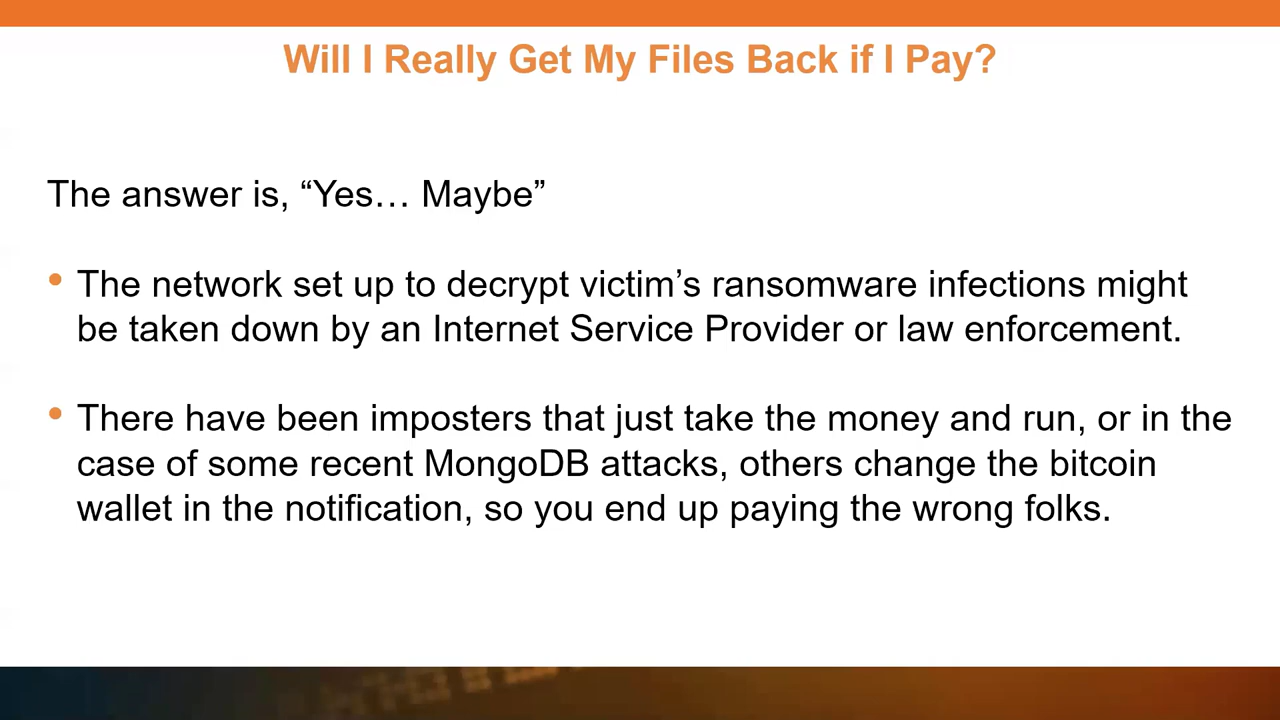 Will I Really Get My Files Back if I Pay?
The answer is, “Yes… Maybe”
• The network set up to decrypt victim’s ransomware infections might
be taken down by an Internet Service Provider or law enforcement.
• There have been imposters that just take the money and run, or in the
case of some recent MongoDB attacks, others change the bitcoin
wallet in the notification, so you end up paying the wrong folks.